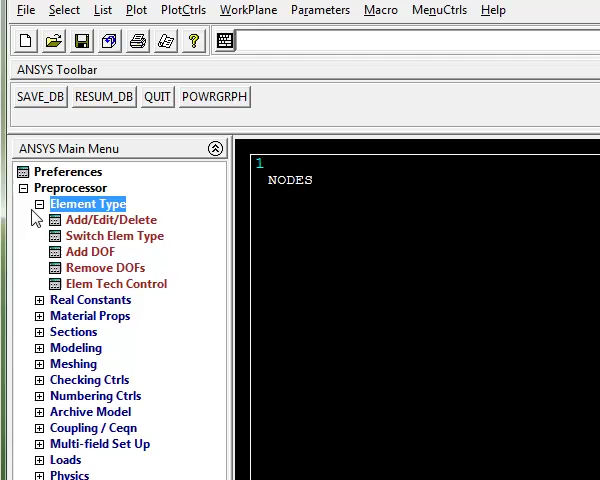 File Select List Plot PlotCtrls WorkPlane Parameters Macro MenuCtrls Help
ANSYS Toolbar
SAVE_DB RESUM_DB QUIT POWRGRPH
ANSYS Main Menu
Preferences
Preprocessor
Element Type
Add/Edit/Delete
Switch Elem Type
Add DOF
Remove DOFs
Elem Tech Control
Real Constants
Material Props
Sections
Modeling
Meshing
Checking Ctrls
Numbering Ctrls
Archive Model
Coupling / Ceqn
Multi-field Set Up
Loads
Physics
1
NODES